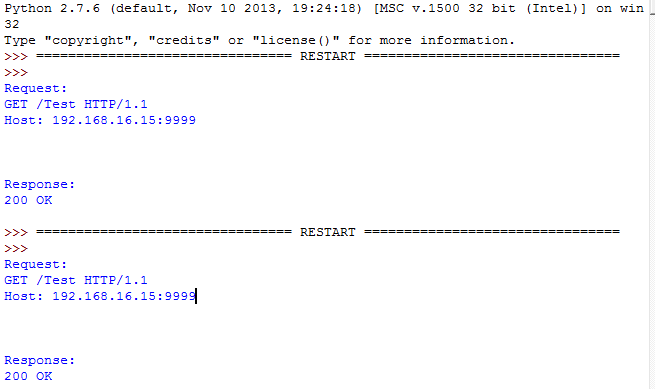 Python 2.7.6 (default, Nov 10 2013, 19:24:18) [MSC v.1500 32 bit (Intel)] on win
32
Type "copyright", "credits" or "license()" for more information.
>>> ================================ RESTART ================================
>>>
Request:
GET /Test HTTP/1.1
Host: 192.168.16.15:9999
Response:
200 OK
>>> ================================ RESTART ================================
>>>
Request:
GET /Test HTTP/1.1
Host: 192.168.16.15:9999
Response:
200 OK